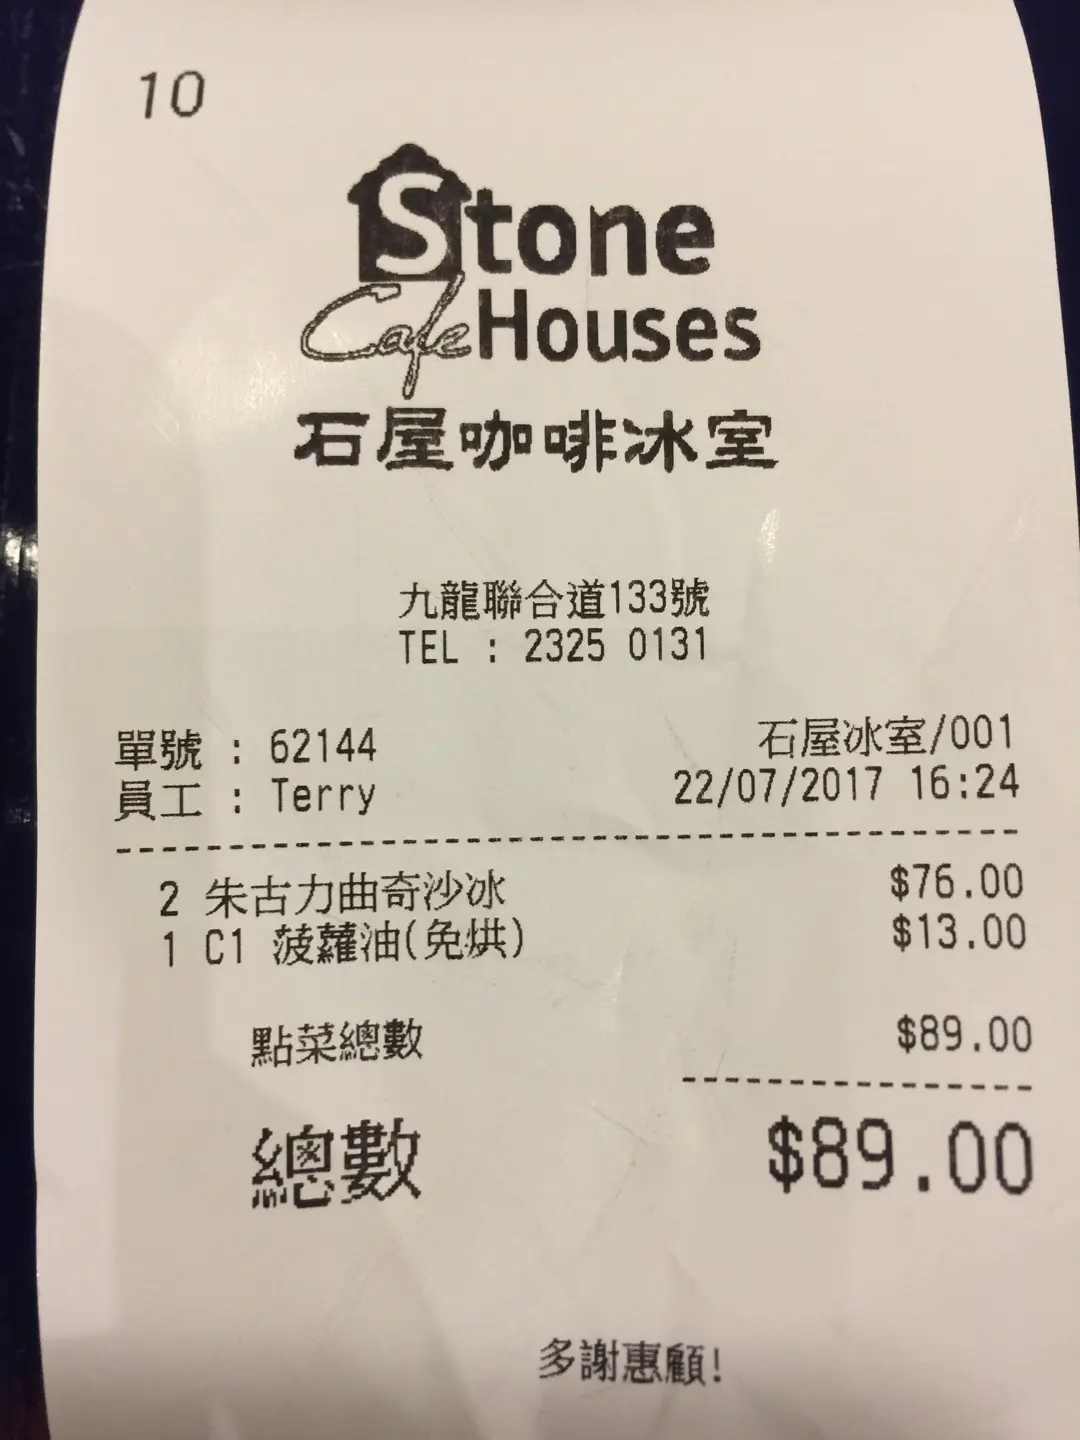 10
Stone
Cafe Houses
石屋咖啡冰室
九龍聯合道133號
TEL : 2325 0131
單號 : 62144 石屋冰室/001
員工 : Terry 22/07/2017 16:24
2 朱古力曲奇沙冰 $76.00
1 C1 菠蘿油(免烘) $13.00
點菜總數 $89.00
總數 $89.00
多謝惠顧!